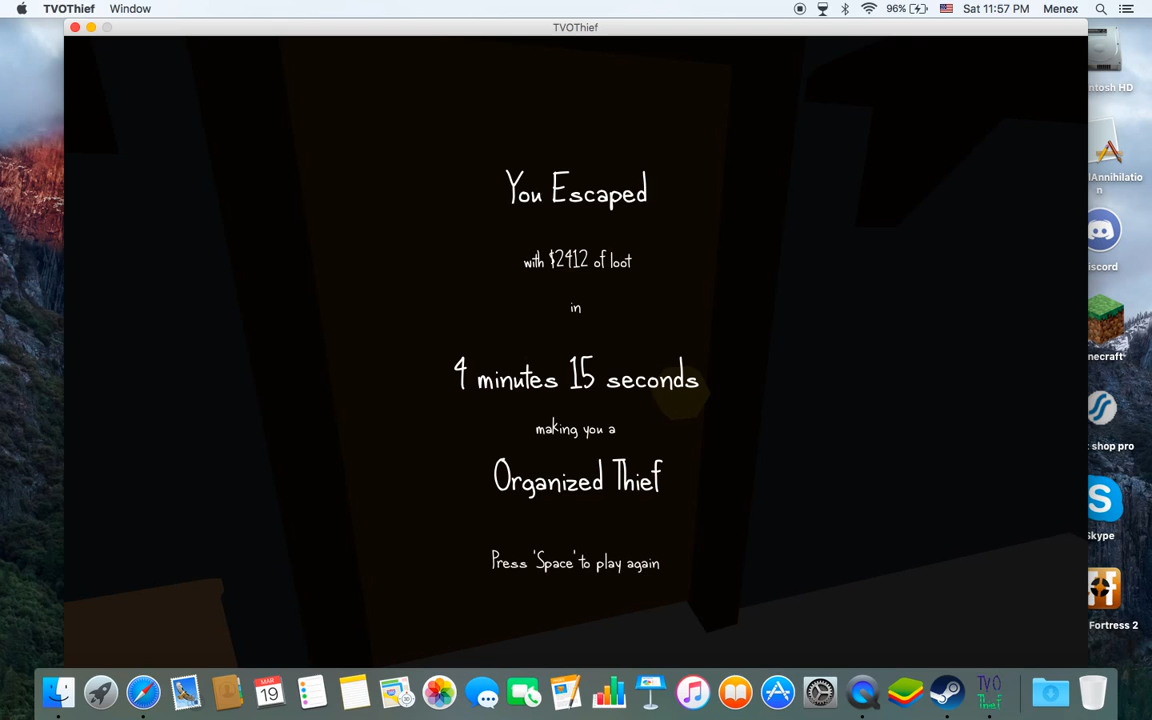 TVOThief Window 96% Sat 11:57 PM Menex
TVOThief
ntosh HD
You Escaped
with $2412 of loot
in
4 minutes 15 seconds
making you a
Organized Thief
Press 'Space' to play again
lAnnihilatio
n
iscord
necraft
shop pro
kype
Fortress 2
MAR
19
TVO
Thief